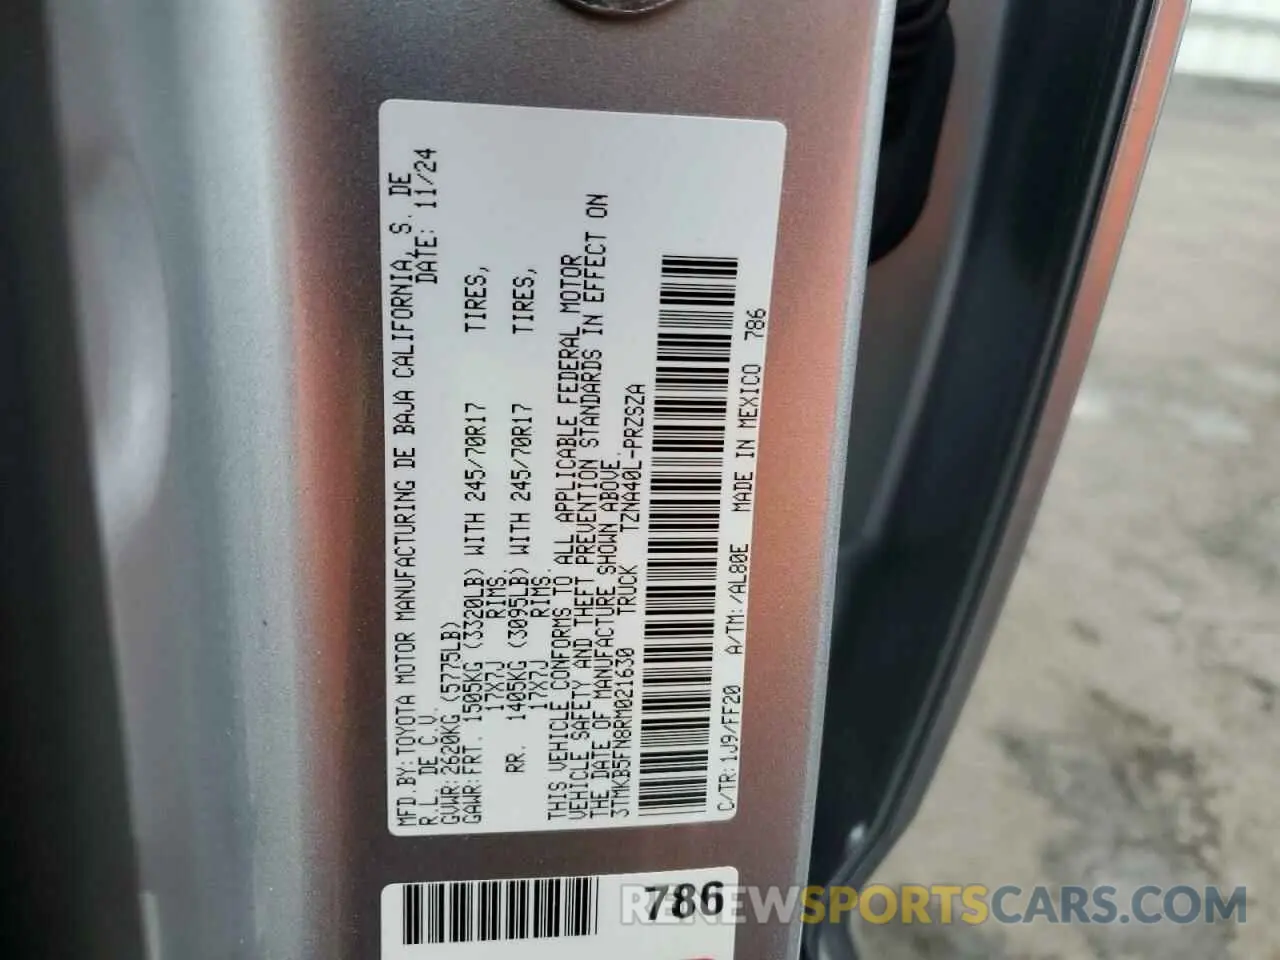 MFD.BY:TOYOTA MOTOR MANUFACTURING DE BAJA CALIFORNIA, S. DE
R.L. DE C.V. DATE: 11/24
GVWR:2620KG (5775LB)
GAWR:FRT. 1505KG (3320LB) WITH 245/70R17 TIRES,
17X7J RIMS
RR. 1405KG (3095LB) WITH 245/70R17 TIRES,
17X7J RIMS
THIS VEHICLE CONFORMS TO ALL APPLICABLE FEDERAL MOTOR
VEHICLE SAFETY AND THEFT PREVENTION STANDARDS IN EFFECT ON
THE DATE OF MANUFACTURE SHOWN ABOVE.
3TMKB5FN8RM021630 TRUCK TZNA40L-PRZSZA
C/TR:1J9/FF20 A/TM:/AL80E MADE IN MEXICO 786
786
RENEWSPORTSCARS.COM